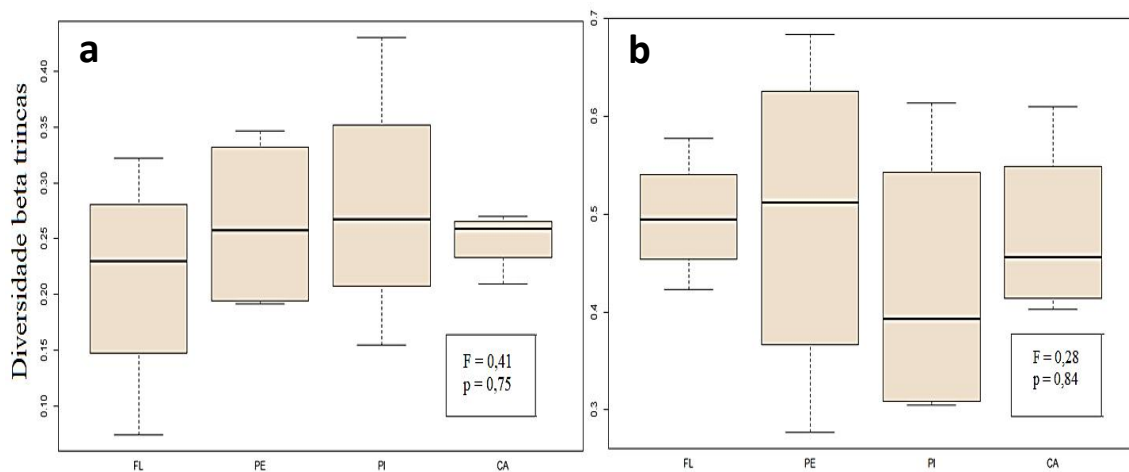 a
Diversidade beta trincas
0.40
0.35
0.30
0.25
0.20
0.15
0.10
F = 0,41
p = 0,75
FL PE PI CA
b
0.7
0.6
0.5
0.4
0.3
F = 0,28
p = 0,84
FL PE PI CA